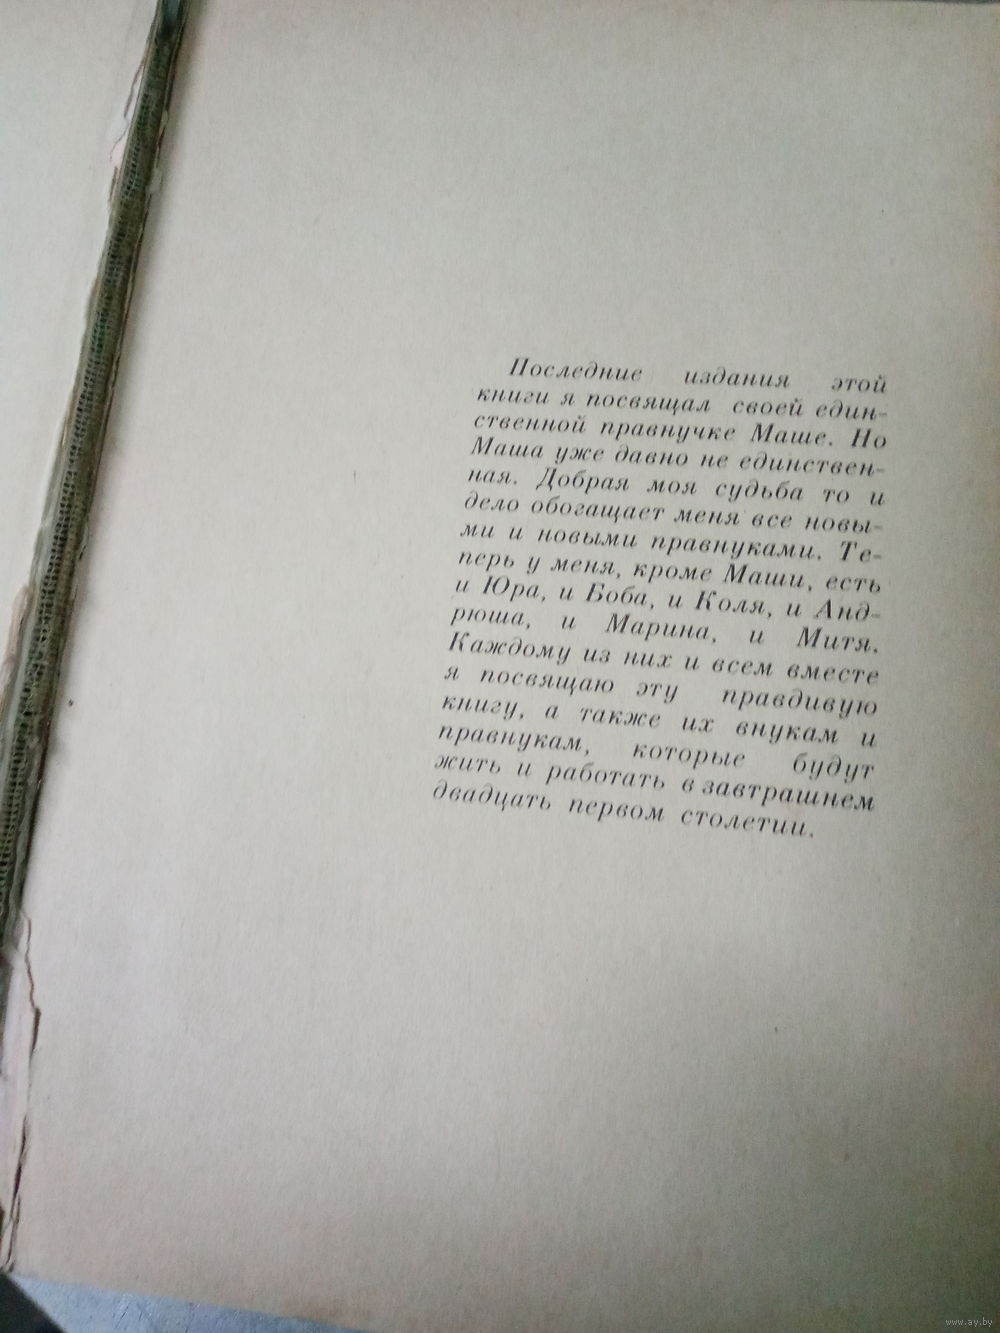 Последние издания этой
книги я посвящал своей един-
ственной правнучке Маше. Но
Маша уже давно не единствен-
ная. Добрая моя судьба то и
дело обогащает меня все новы-
ми и новыми правнуками. Те-
перь у меня, кроме Маши, есть
и Юра, и Боба, и Коля, и Анд-
рюша, и Марина, и Митя.
Каждому из них и всем вместе
я посвящаю эту правдивую
книгу, а также их внукам и
правнукам, которые будут
жить и работать в завтрашнем
двадцать первом столетии.
www.ay.by